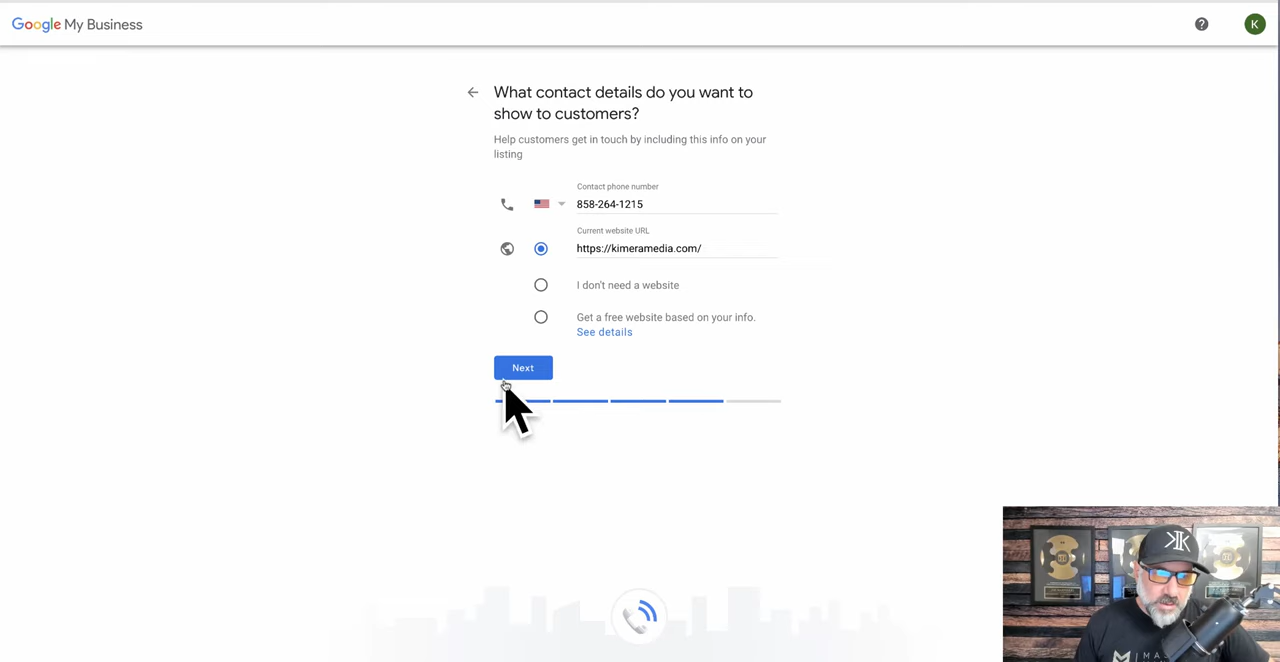 Google My Business
K
What contact details do you want to
show to customers?
Help customers get in touch by including this info on your
listing
Contact phone number
858-264-1215
Current website URL
https://kimeramedia.com/
I don't need a website
Get a free website based on your info.
See details
Next